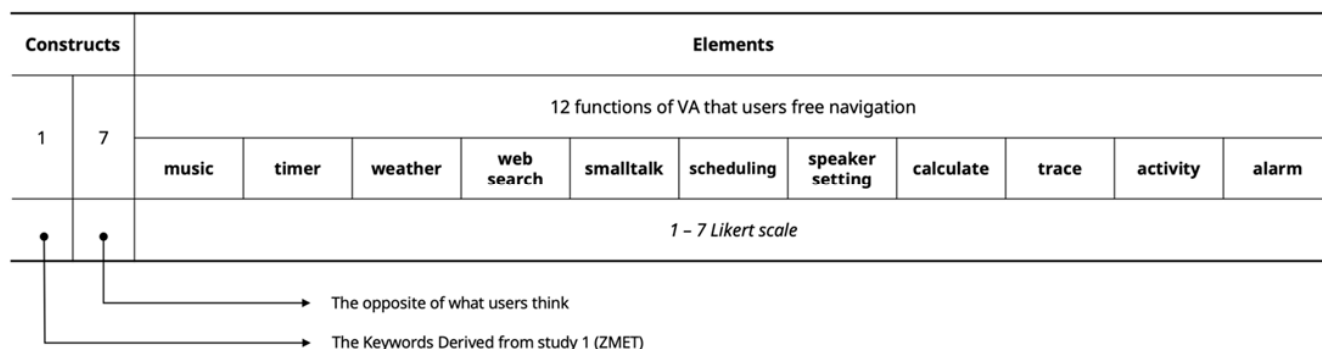 Constructs Elements
12 functions of VA that users free navigation
1 7
music timer weather web search smalltalk scheduling speaker setting calculate trace activity alarm
1 – 7 Likert scale
The opposite of what users think
The Keywords Derived from study 1 (ZMET)